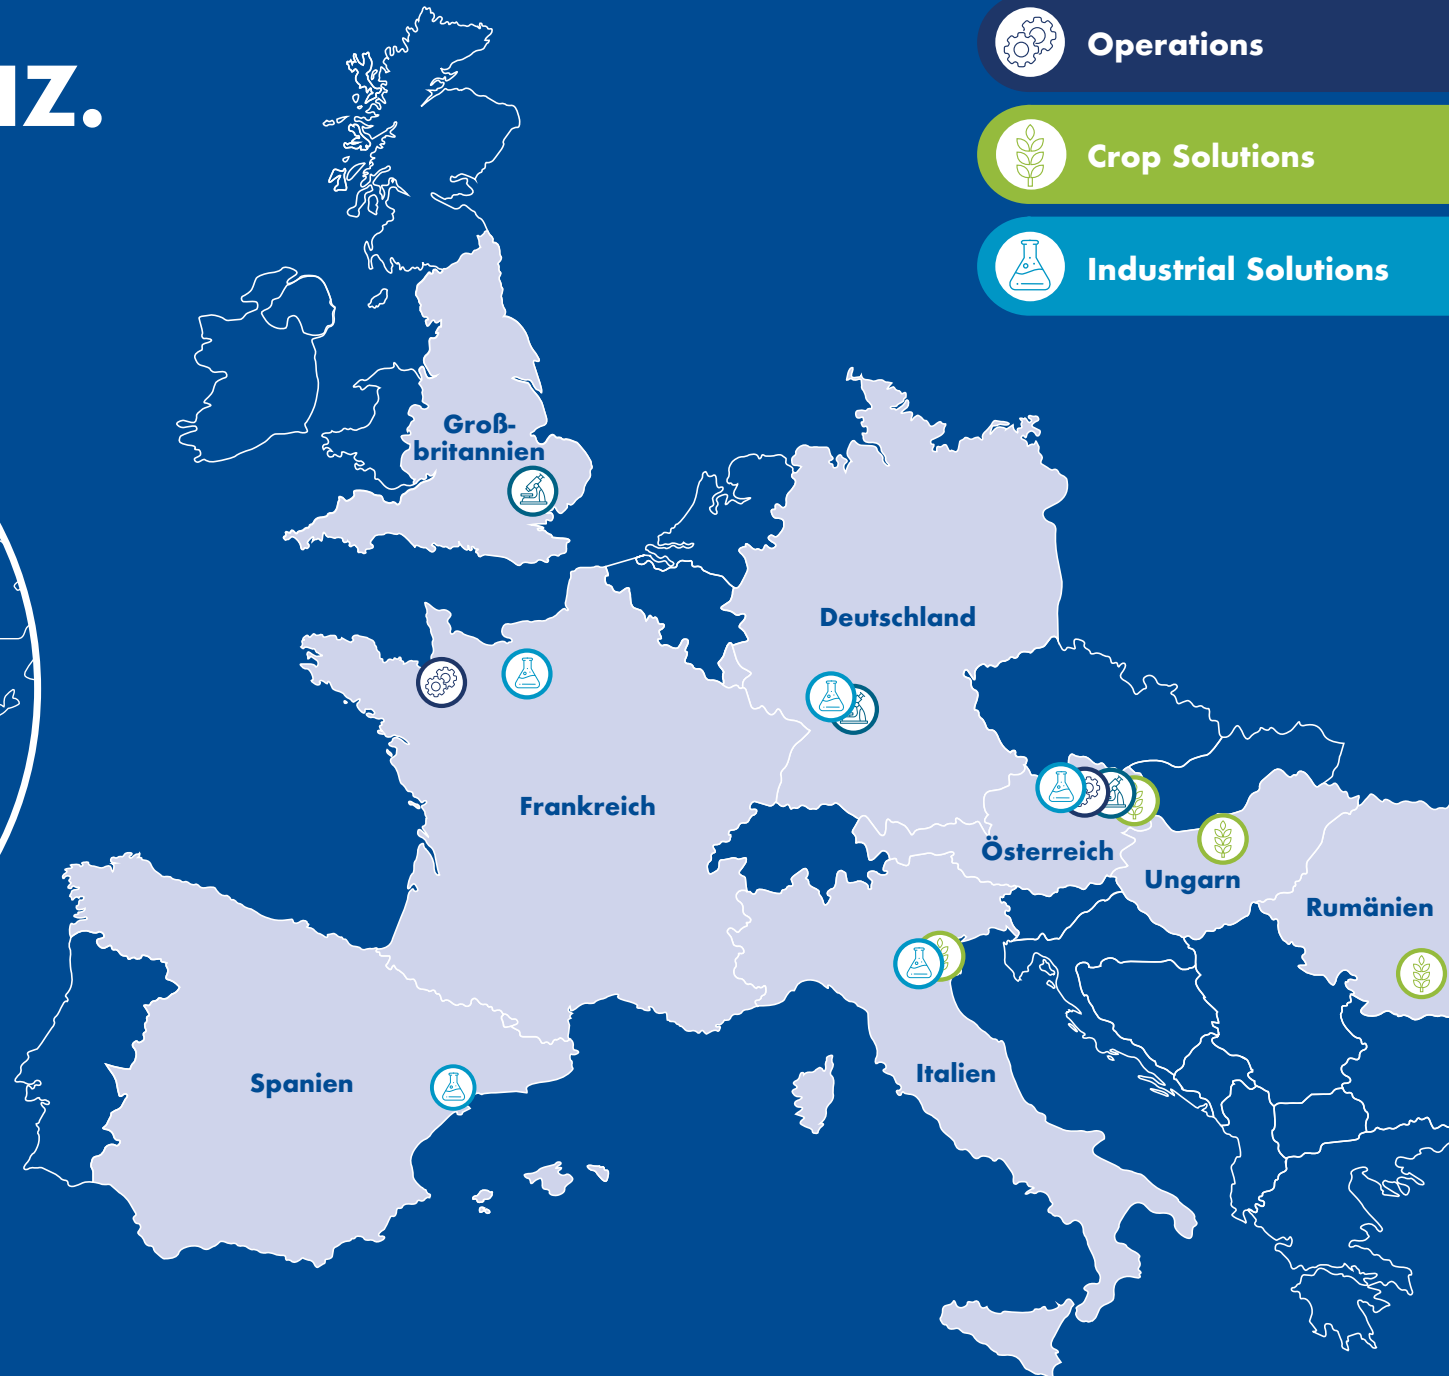 Operations
Crop Solutions
Industrial Solutions
Groß-
britannien
Deutschland
Frankreich
Österreich
Ungarn
Rumänien
Italien
Spanien